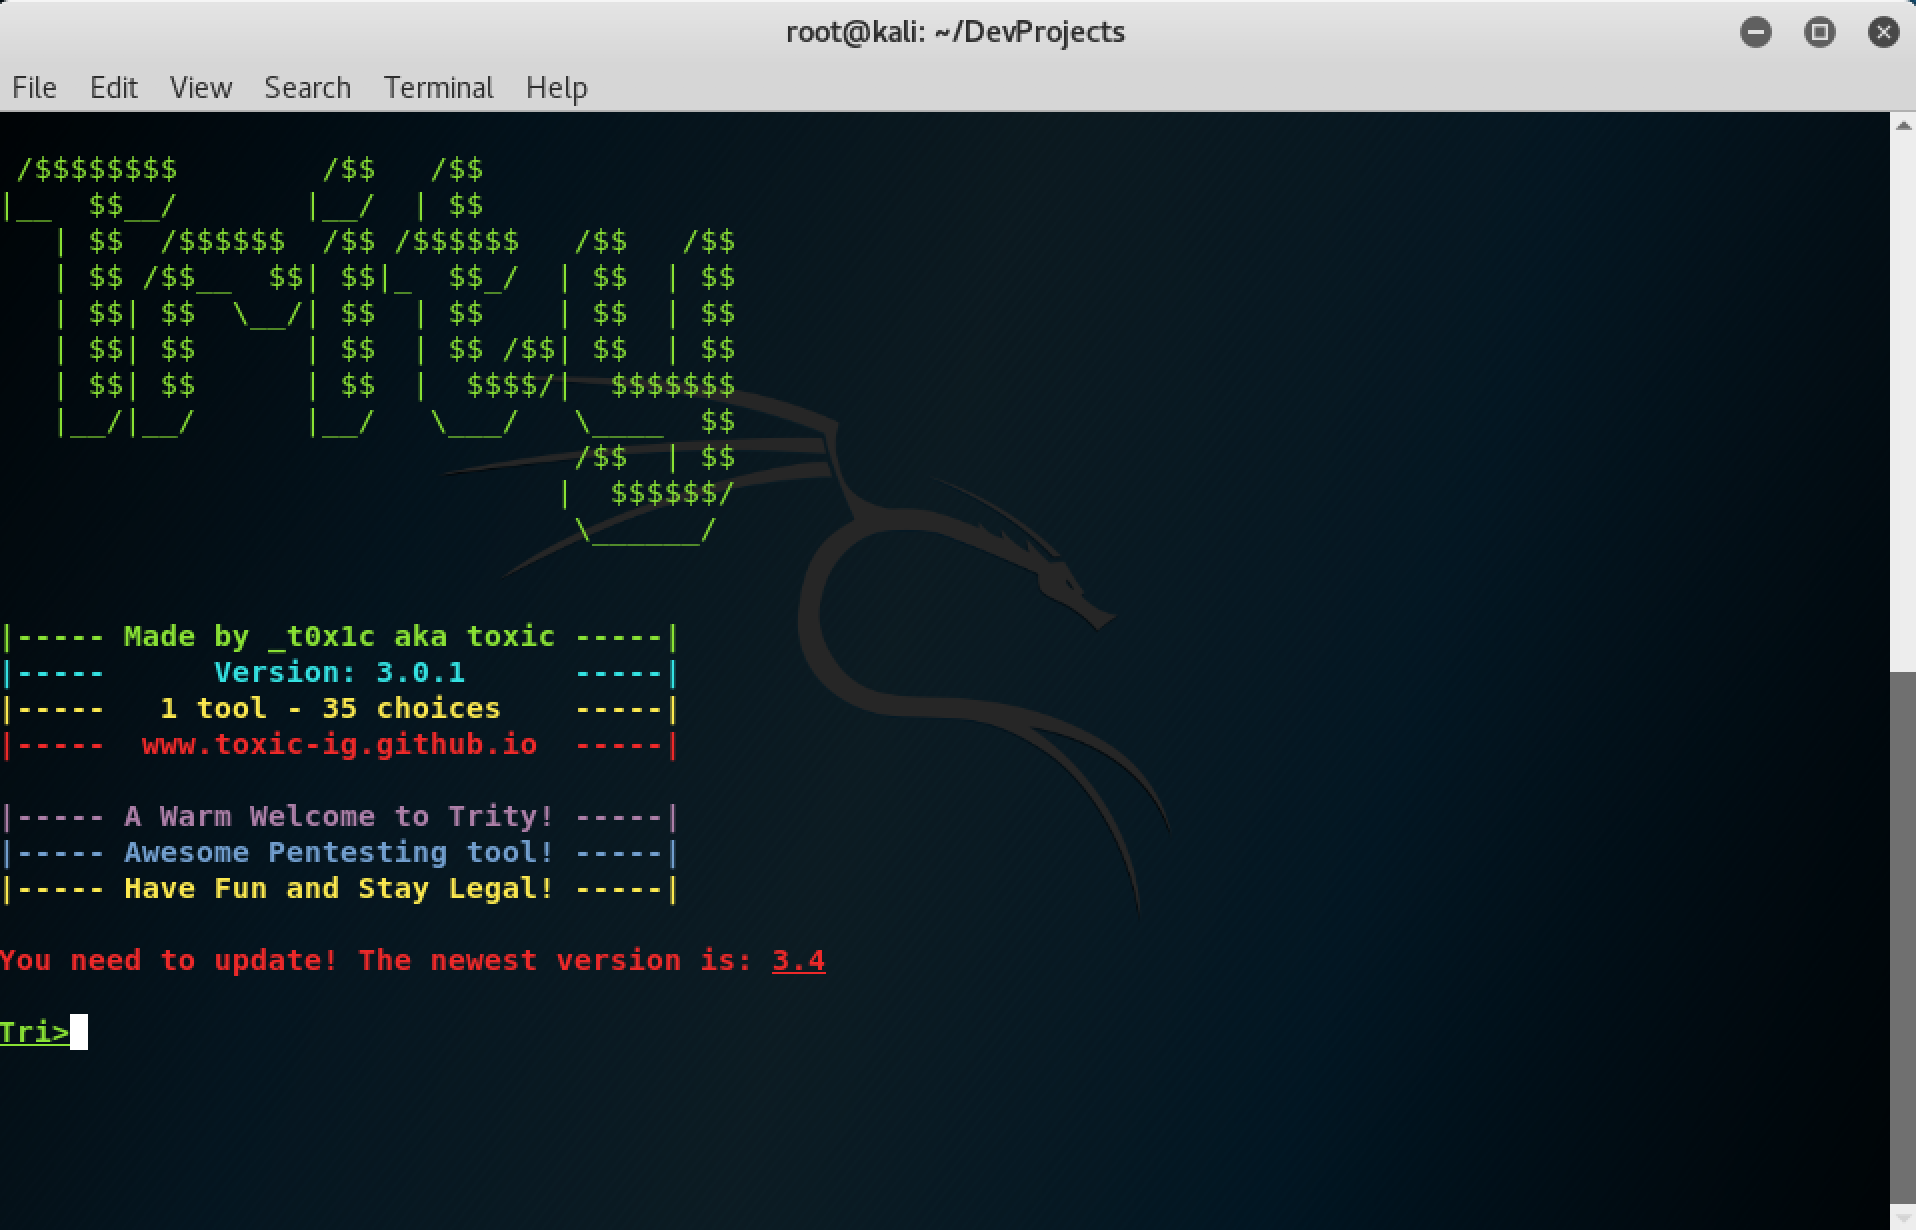 root@kali: ~/DevProjects
File Edit View Search Terminal Help
 /$$$$$$$$        /$$   /$$
|__  $$__/       |__/  | $$
   | $$  /$$$$$$  /$$ /$$$$$$   /$$   /$$
   | $$ /$$__  $$| $$|_  $$_/  | $$  | $$
   | $$| $$  \__/| $$  | $$    | $$  | $$
   | $$| $$      | $$  | $$ /$$| $$  | $$
   | $$| $$      | $$  |  $$$$/|  $$$$$$$
   |__/|__/      |__/   \___/   \____  $$
                                /$$  | $$
                               |  $$$$$$/
                                \______/
|----- Made by _t0x1c aka toxic -----|
|-----      Version: 3.0.1      -----|
|-----   1 tool - 35 choices    -----|
|-----  www.toxic-ig.github.io  -----|
|----- A Warm Welcome to Trity! -----|
|----- Awesome Pentesting tool! -----|
|----- Have Fun and Stay Legal! -----|
You need to update! The newest version is: 3.4
Tri>